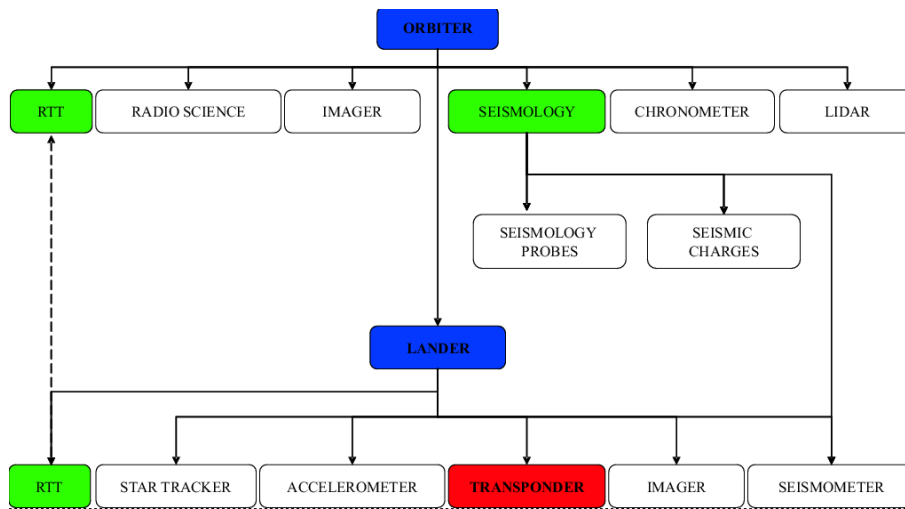 ORBITER
RTT
RADIO SCIENCE
IMAGER
SEISMOLOGY
CHRONOMETER
LIDAR
SEISMOLOGY
PROBES
SEISMIC
CHARGES
LANDER
RTT
STAR TRACKER
ACCELEROMETER
TRANSPONDER
IMAGER
SEISMOMETER